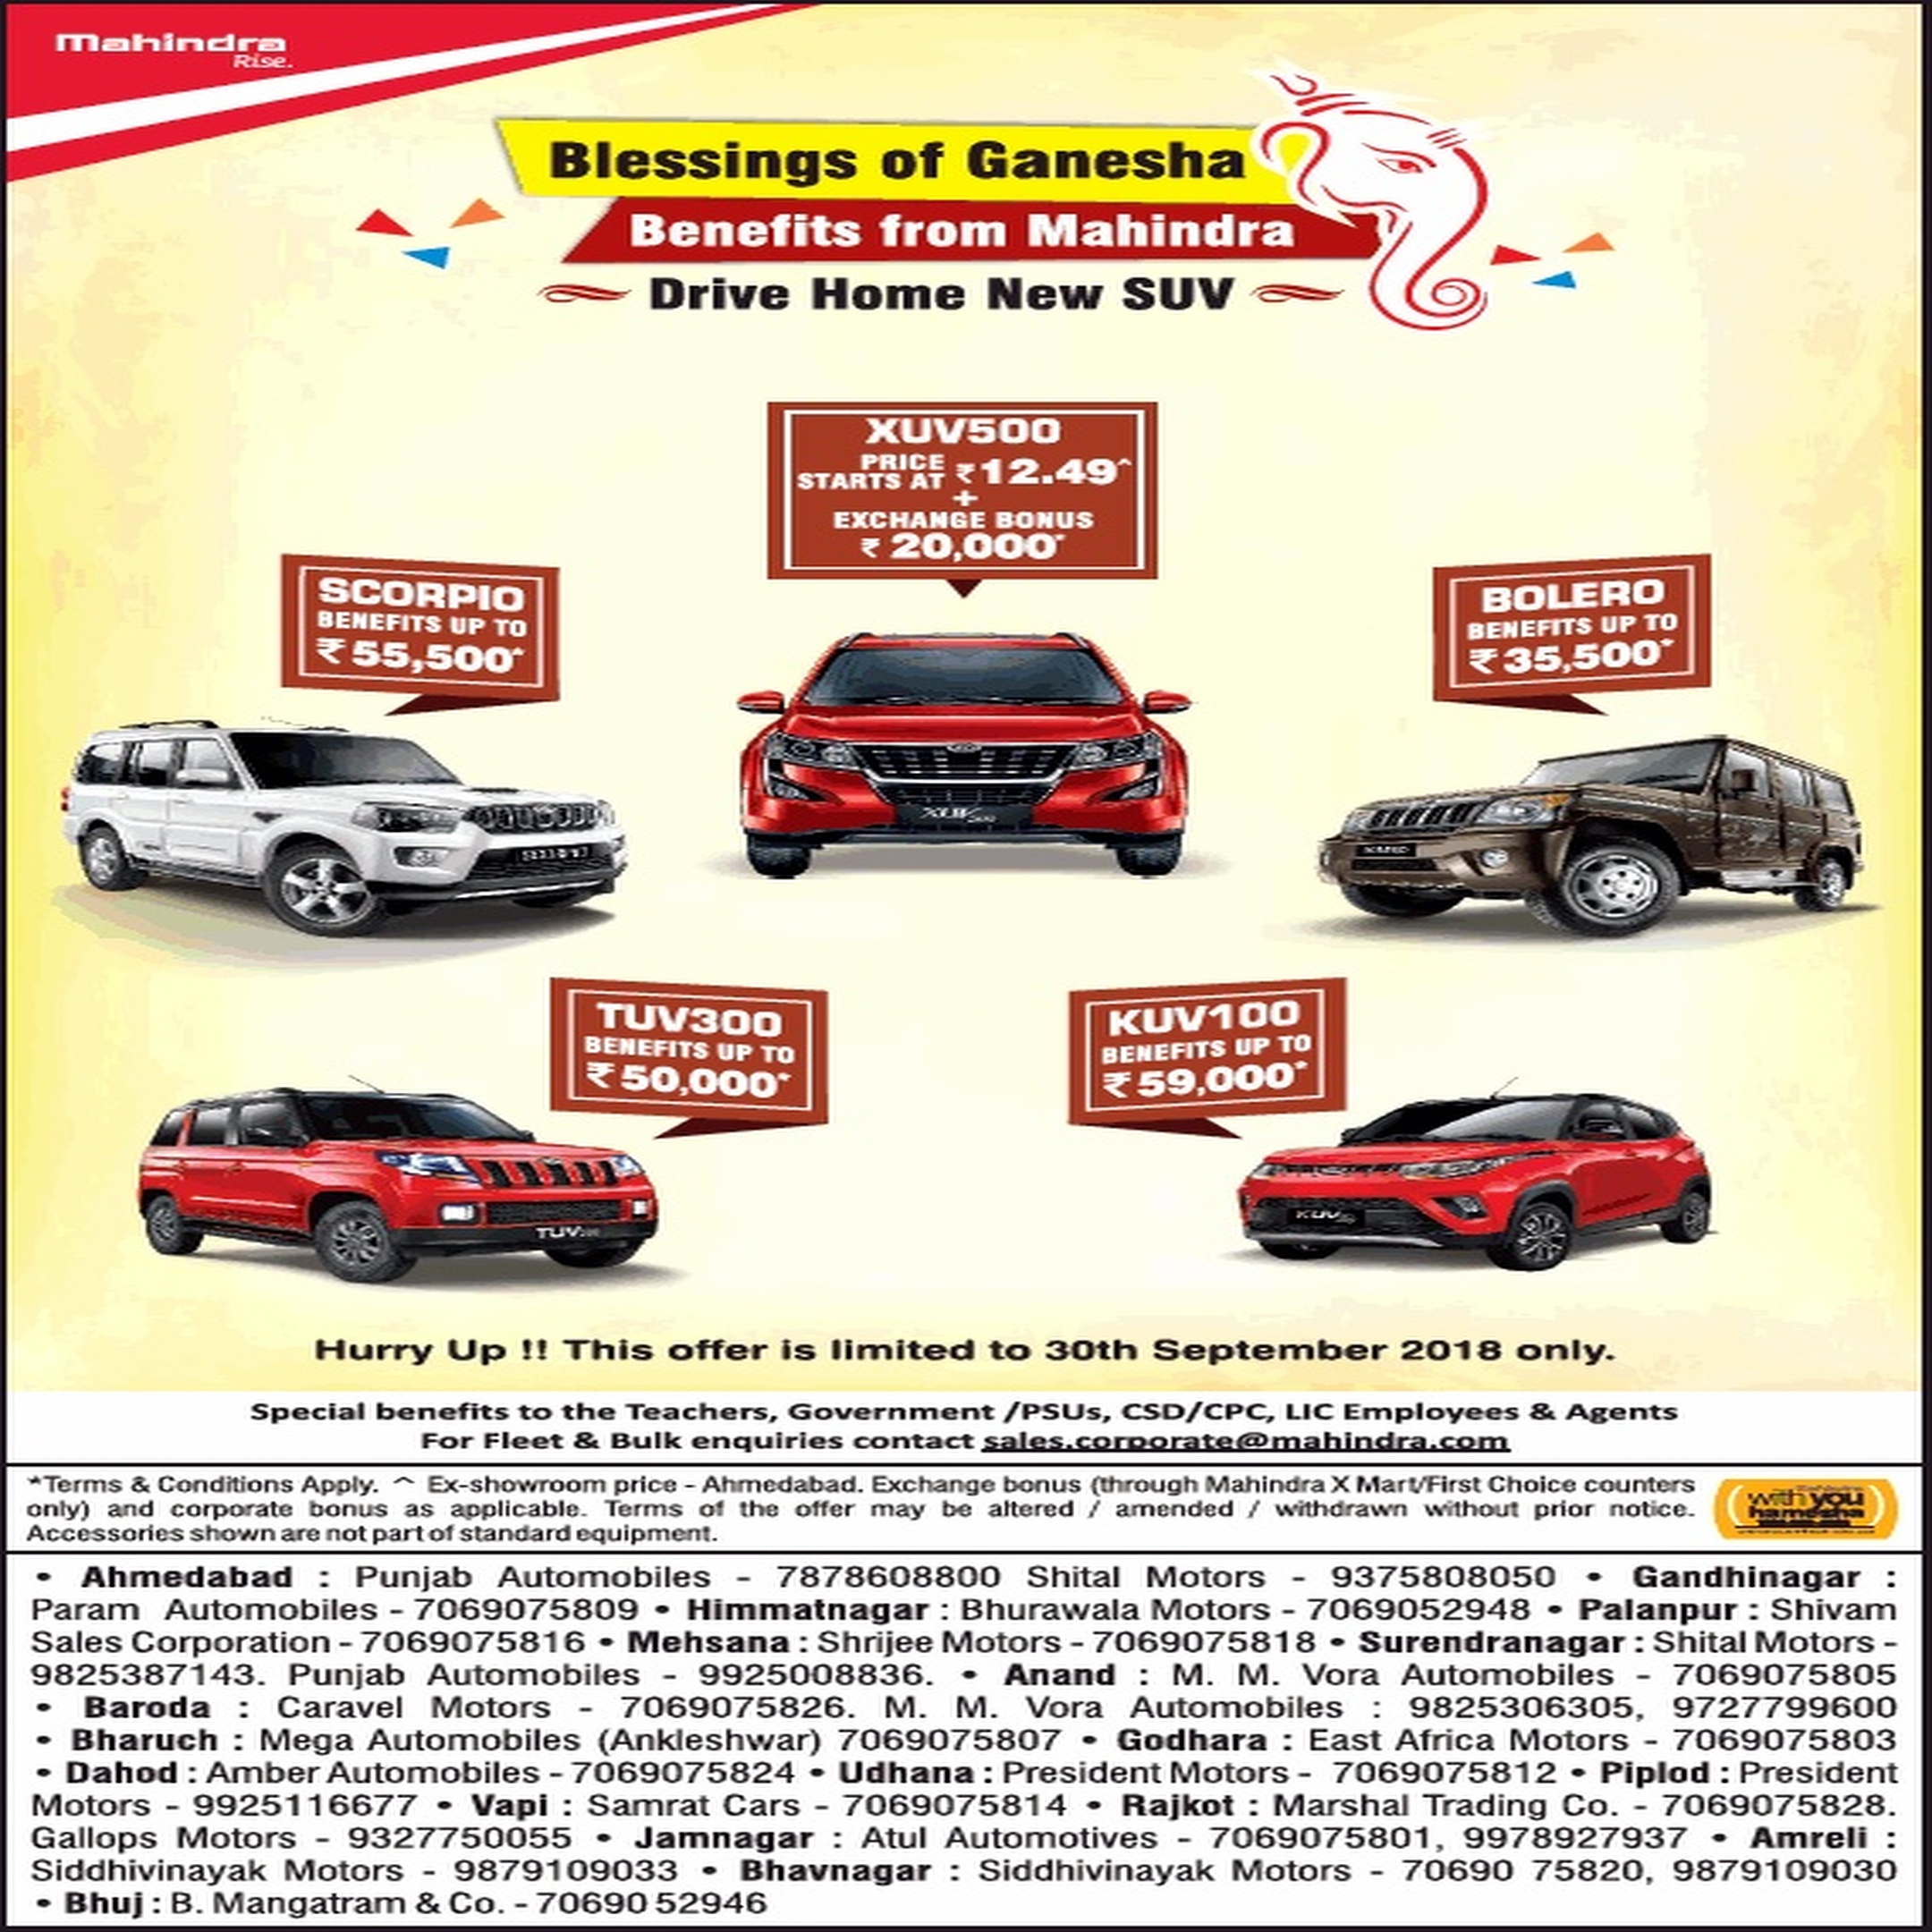 Mahindra
Rise.
Blessings of Ganesha
Benefits from Mahindra
Drive Home New SUV
XUV500
PRICE
STARTS AT ₹12.49^
+
EXCHANGE BONUS
₹ 20,000*
SCORPIO
BENEFITS UP TO
₹ 55,500*
BOLERO
BENEFITS UP TO
₹ 35,500*
TUV300
BENEFITS UP TO
₹ 50,000*
KUV100
BENEFITS UP TO
₹ 59,000*
Hurry Up !! This offer is limited to 30th September 2018 only.
Special benefits to the Teachers, Government /PSUs, CSD/CPC, LIC Employees & Agents
For Fleet & Bulk enquiries contact sales.corporate@mahindra.com
*Terms & Conditions Apply. ^ Ex-showroom price - Ahmedabad. Exchange bonus (through Mahindra X Mart/First Choice counters
only) and corporate bonus as applicable. Terms of the offer may be altered / amended / withdrawn without prior notice.
Accessories shown are not part of standard equipment.
with you
hamesha
• Ahmedabad : Punjab Automobiles - 7878608800 Shital Motors - 9375808050 • Gandhinagar :
Param Automobiles - 7069075809 • Himmatnagar : Bhurawala Motors - 7069052948 • Palanpur : Shivam
Sales Corporation - 7069075816 • Mehsana : Shrijee Motors - 7069075818 • Surendranagar : Shital Motors -
9825387143. Punjab Automobiles - 9925008836. • Anand : M. M. Vora Automobiles - 7069075805
• Baroda : Caravel Motors - 7069075826. M. M. Vora Automobiles : 9825306305, 9727799600
• Bharuch : Mega Automobiles (Ankleshwar) 7069075807 • Godhara : East Africa Motors - 7069075803
• Dahod : Amber Automobiles - 7069075824 • Udhana : President Motors - 7069075812 • Piplod : President
Motors - 9925116677 • Vapi : Samrat Cars - 7069075814 • Rajkot : Marshal Trading Co. - 7069075828.
Gallops Motors - 9327750055 • Jamnagar : Atul Automotives - 7069075801, 9978927937 • Amreli :
Siddhivinayak Motors - 9879109033 • Bhavnagar : Siddhivinayak Motors - 70690 75820, 9879109030
• Bhuj : B. Mangatram & Co. - 70690 52946